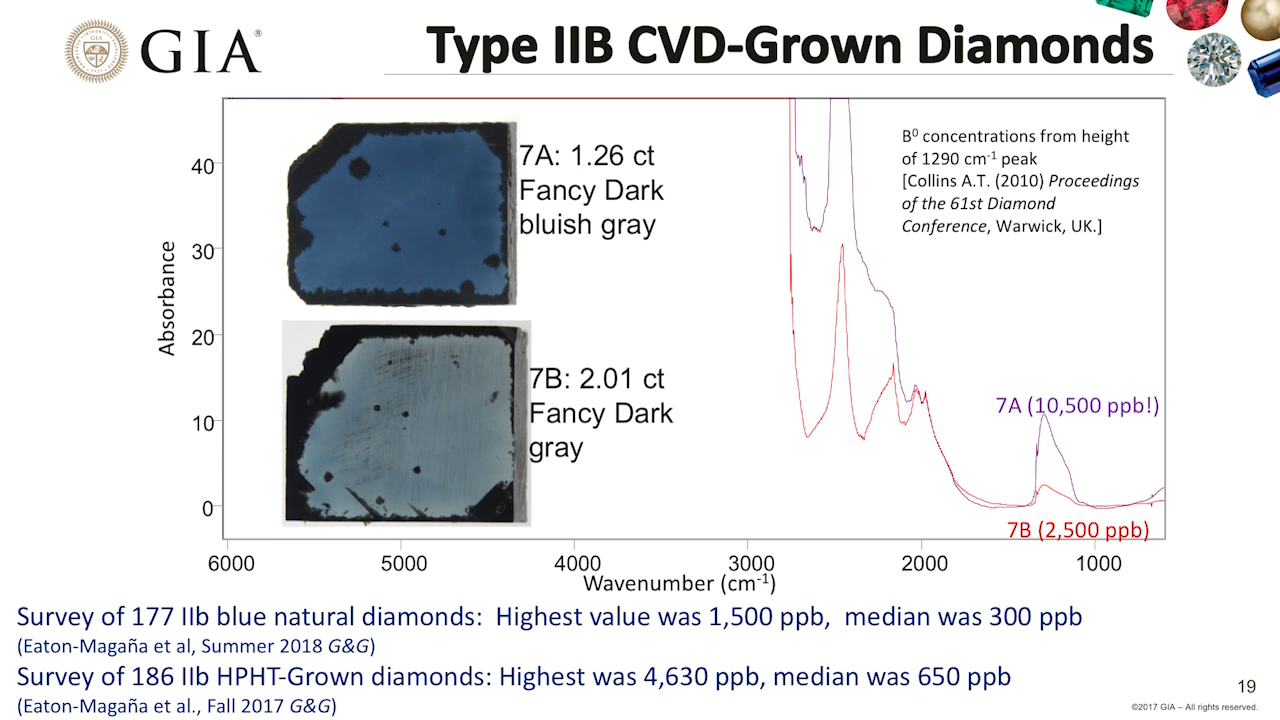 GIA®
Type IIB CVD-Grown Diamonds
7A: 1.26 ct
Fancy Dark
bluish gray
B⁰ concentrations from height
of 1290 cm⁻¹ peak
[Collins A.T. (2010) Proceedings
of the 61st Diamond
Conference, Warwick, UK.]
40
30
20
10
0
Absorbance
7B: 2.01 ct
Fancy Dark
gray
7A (10,500 ppb!)
7B (2,500 ppb)
6000
5000
4000
3000
2000
1000
Wavenumber (cm⁻¹)
Survey of 177 IIb blue natural diamonds: Highest value was 1,500 ppb, median was 300 ppb
(Eaton-Magaña et al, Summer 2018 G&G)
Survey of 186 IIb HPHT-Grown diamonds: Highest was 4,630 ppb, median was 650 ppb
(Eaton-Magaña et al., Fall 2017 G&G)
19
©2017 GIA – All rights reserved.